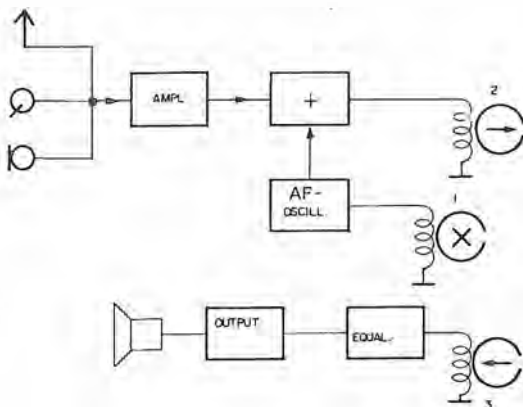 2
AMPL
+
1
AF-
OSCILL.
OUTPUT
EQUAL.
3